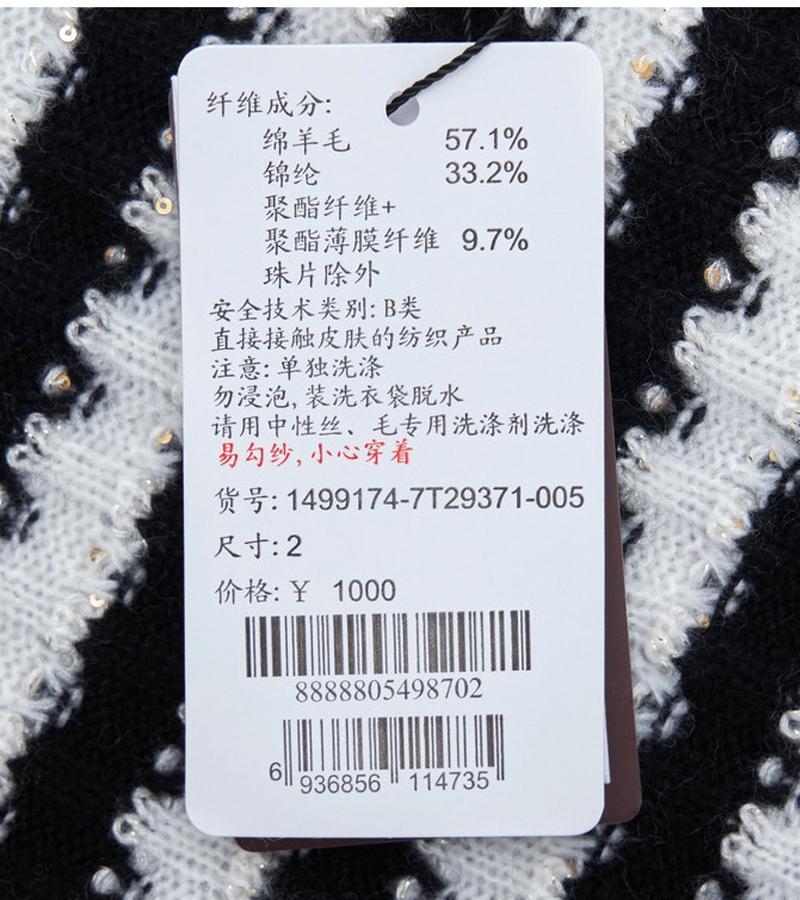 纤维成分:
绵羊毛 57.1%
锦纶 33.2%
聚酯纤维+
聚酯薄膜纤维 9.7%
珠片除外
安全技术类别: B类
直接接触皮肤的纺织产品
注意: 单独洗涤
勿浸泡, 装洗衣袋脱水
请用中性丝、毛专用洗涤剂洗涤
易勾纱, 小心穿着
货号: 1499174-7T29371-005
尺寸: 2
价格: ¥ 1000
8888805498702
6 936856 114735